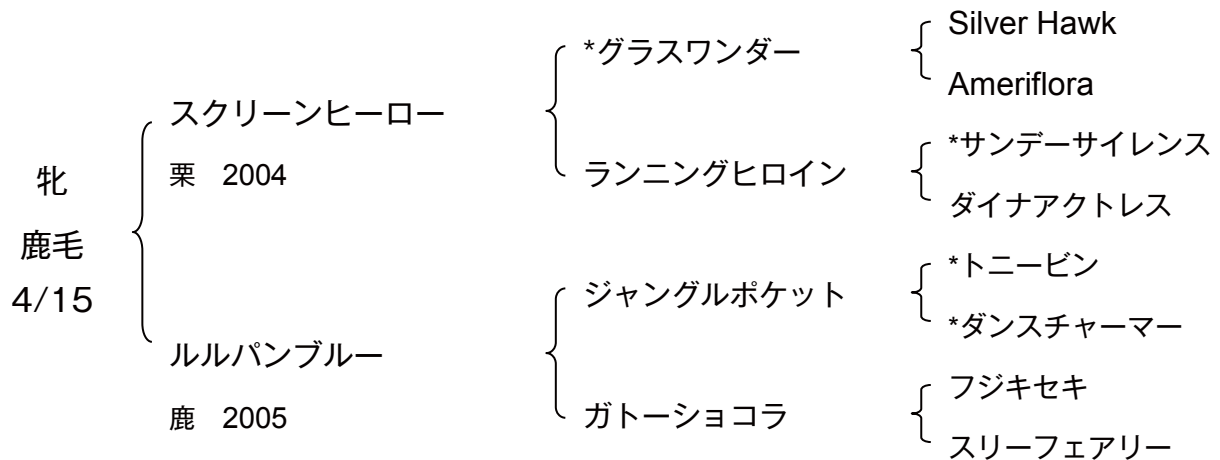 牝
鹿毛
4/15
スクリーンヒーロー
栗 2004
ルルパンブルー
鹿 2005
*グラスワンダー
ランニングヒロイン
ジャングルポケット
ガトーショコラ
Silver Hawk
Ameriflora
*サンデーサイレンス
ダイナアクトレス
*トニービン
*ダンスチャーマー
フジキセキ
スリーフェアリー